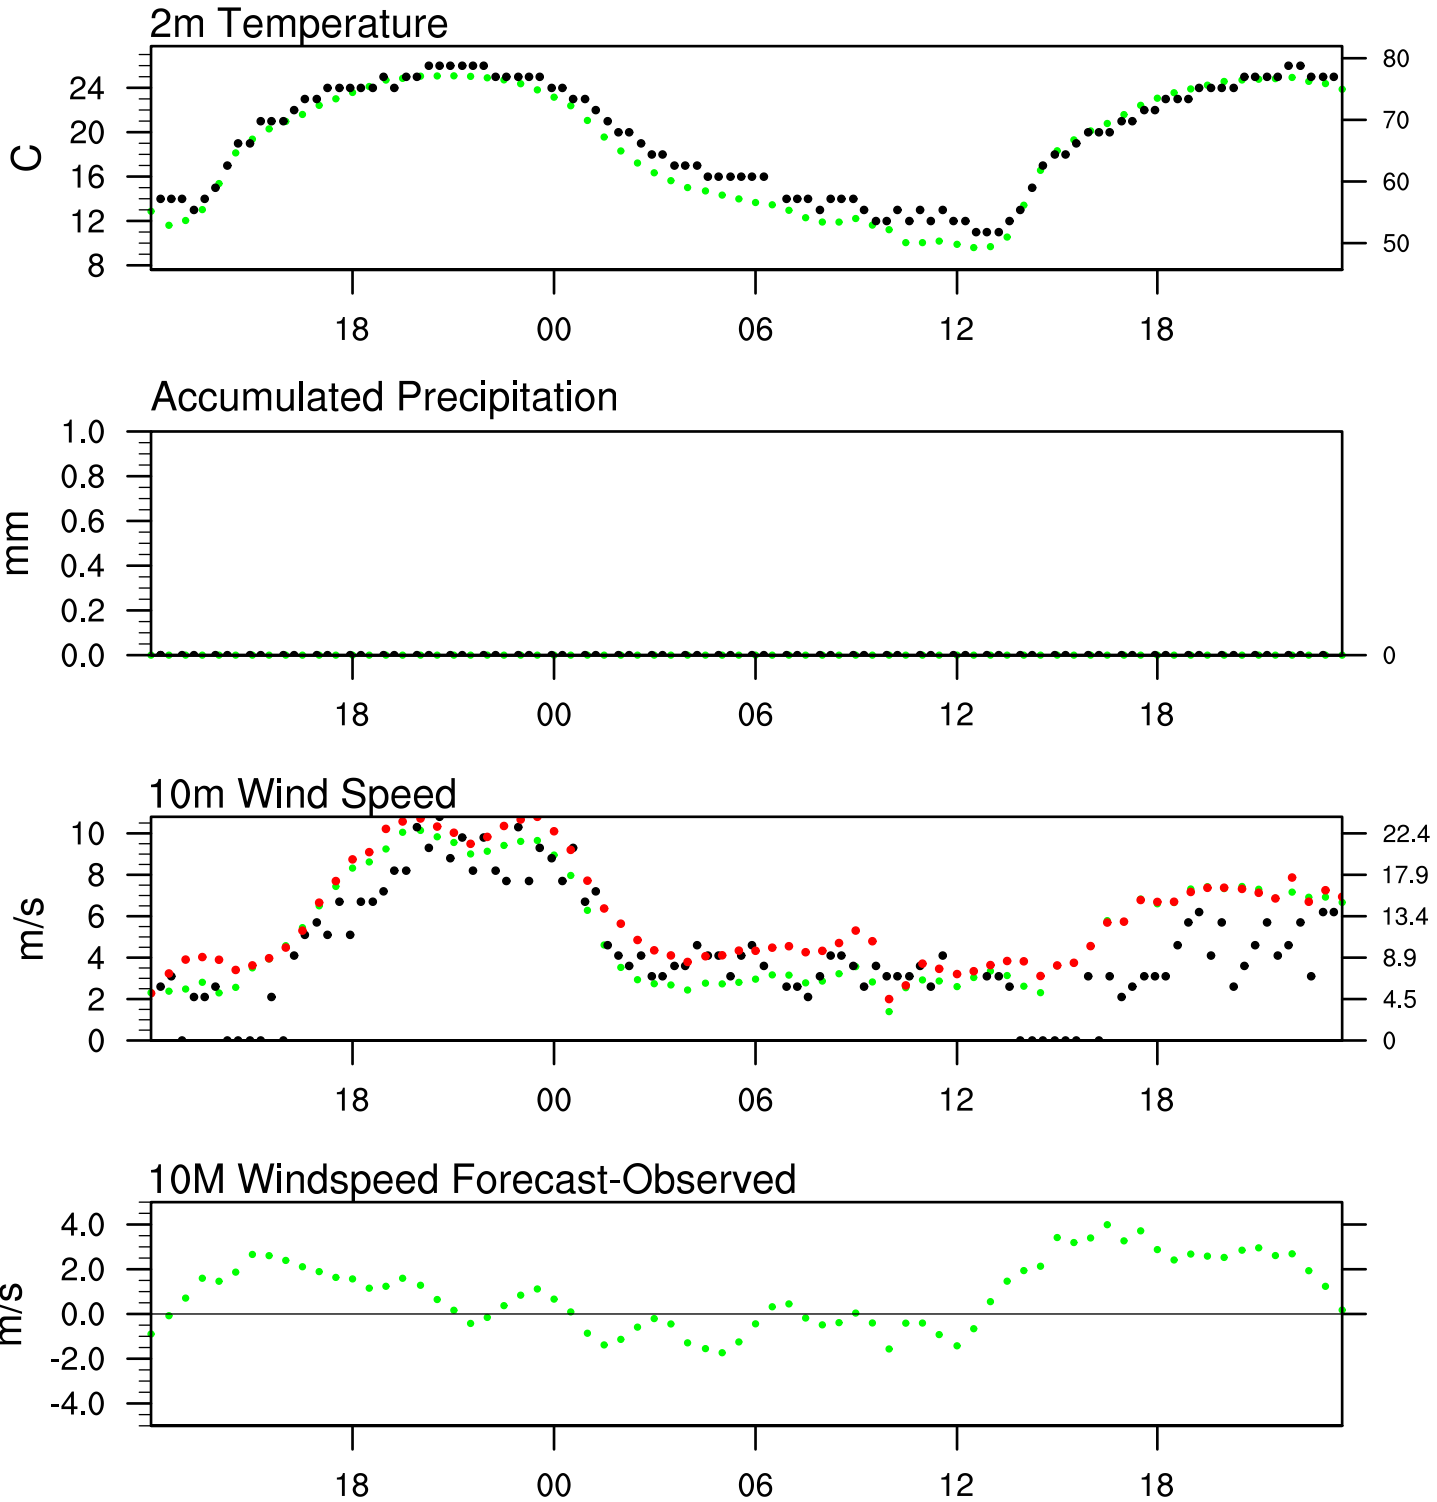 2m Temperature
C
24
20
16
12
8
80
70
60
50
18 00 06 12 18
Accumulated Precipitation
mm
1.0
0.8
0.6
0.4
0.2
0.0
0
18 00 06 12 18
10m Wind Speed
m/s
10
8
6
4
2
0
22.4
17.9
13.4
8.9
4.5
0
18 00 06 12 18
10M Windspeed Forecast-Observed
m/s
4.0
2.0
0.0
-2.0
-4.0
18 00 06 12 18